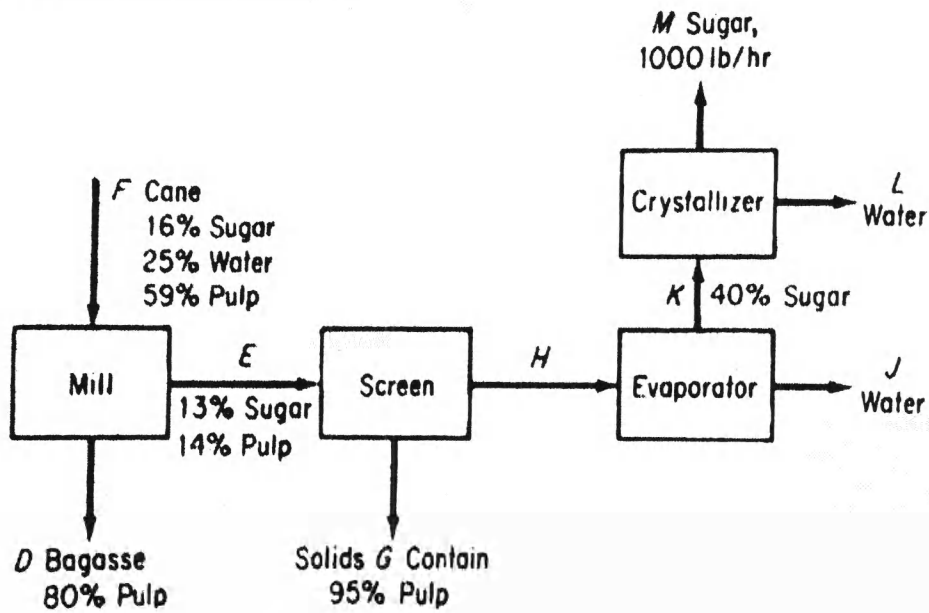 M Sugar,
1000 lb/hr
F Cane
16% Sugar
25% Water
59% Pulp
Crystallizer
L
Water
K 40% Sugar
Mill
E
13% Sugar
14% Pulp
Screen
H
Evaporator
J
Water
D Bagasse
80% Pulp
Solids G Contain
95% Pulp